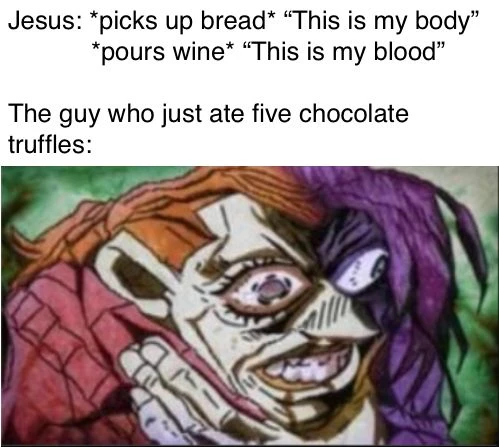 Jesus: *picks up bread* “This is my body”
*pours wine* “This is my blood”
The guy who just ate five chocolate
truffles: